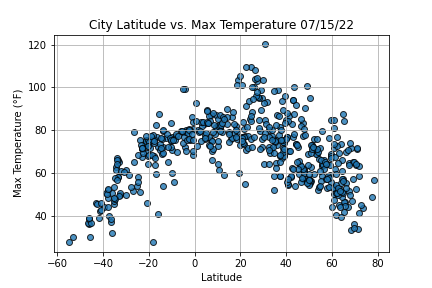 City Latitude vs. Max Temperature 07/15/22
120
100
80
60
40
Max Temperature (°F)
−60 −40 −20 0 20 40 60 80
Latitude